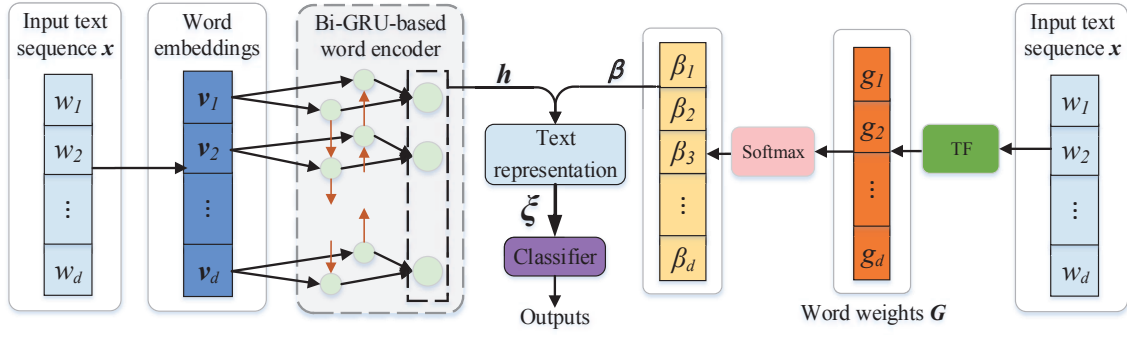 Input text
sequence x
w1
w2
⋮
wd
Word
embeddings
v1
v2
⋮
vd
Bi-GRU-based
word encoder
h
β
Text
representation
ξ
Classifier
Outputs
β1
β2
β3
⋮
βd
Softmax
g1
g2
⋮
gd
Word weights G
TF
Input text
sequence x
w1
w2
⋮
wd